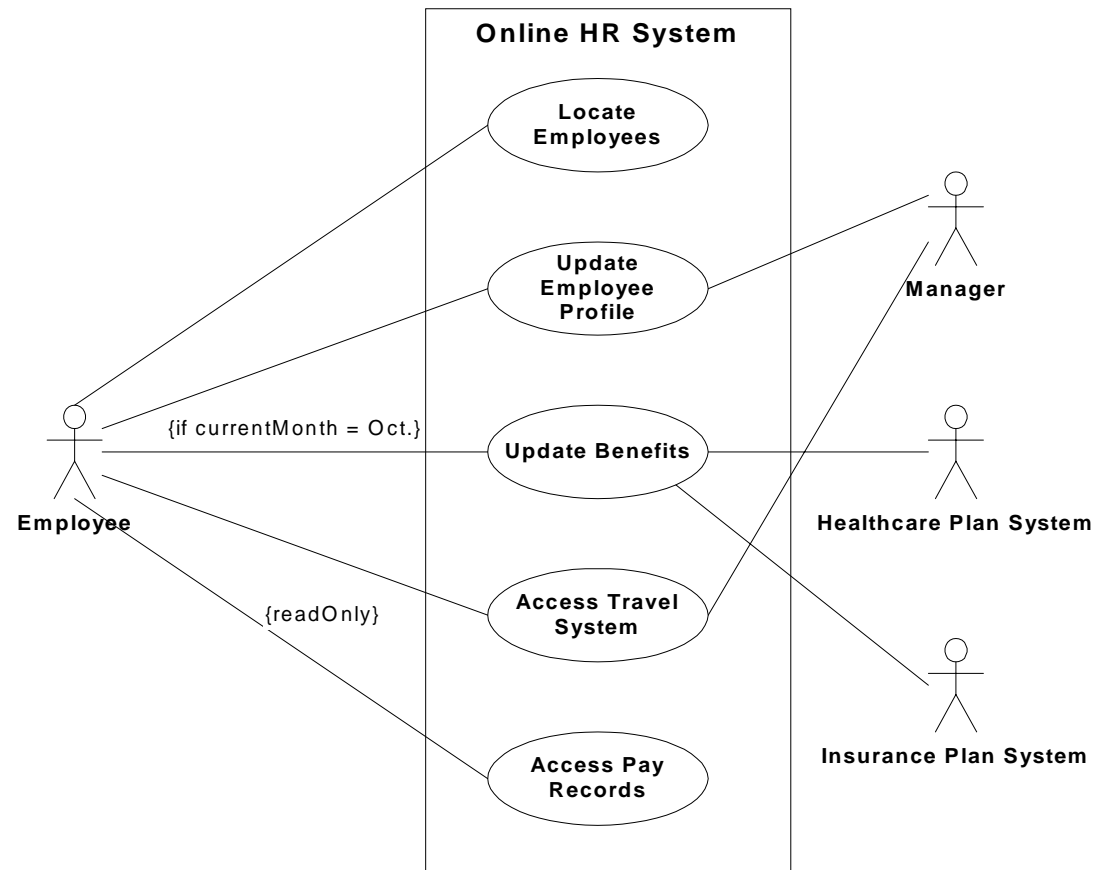 Online HR System
Locate
Employees
Update
Employee
Profile
Manager
{if currentMonth = Oct.}
Update Benefits
Employee
Healthcare Plan System
Access Travel
System
{readOnly}
Insurance Plan System
Access Pay
Records